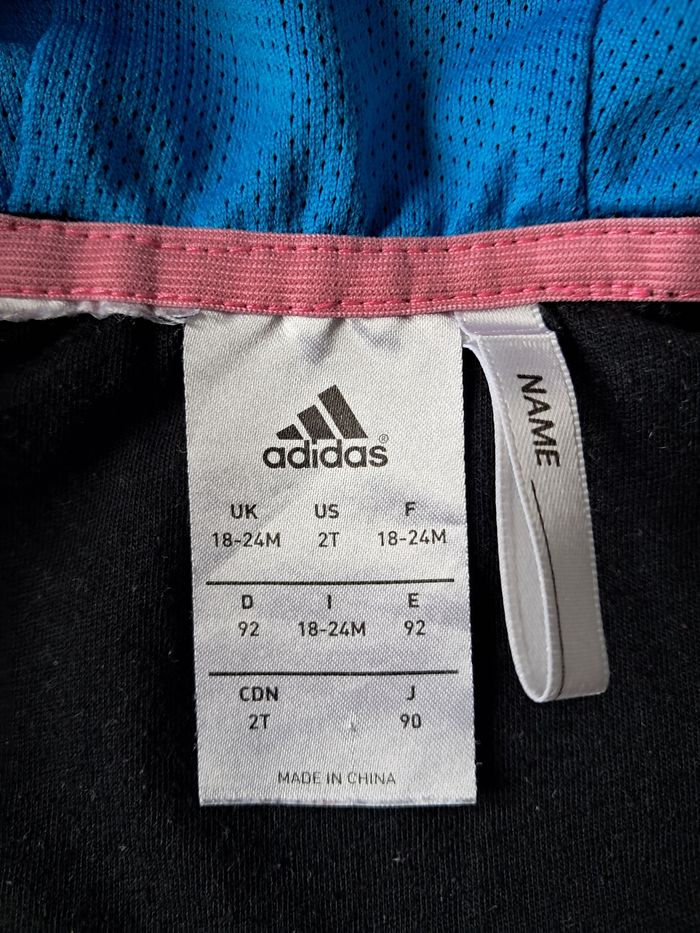 adidas®
UK US F
18-24M 2T 18-24M
D I E
92 18-24M 92
CDN J
2T 90
MADE IN CHINA
NAME